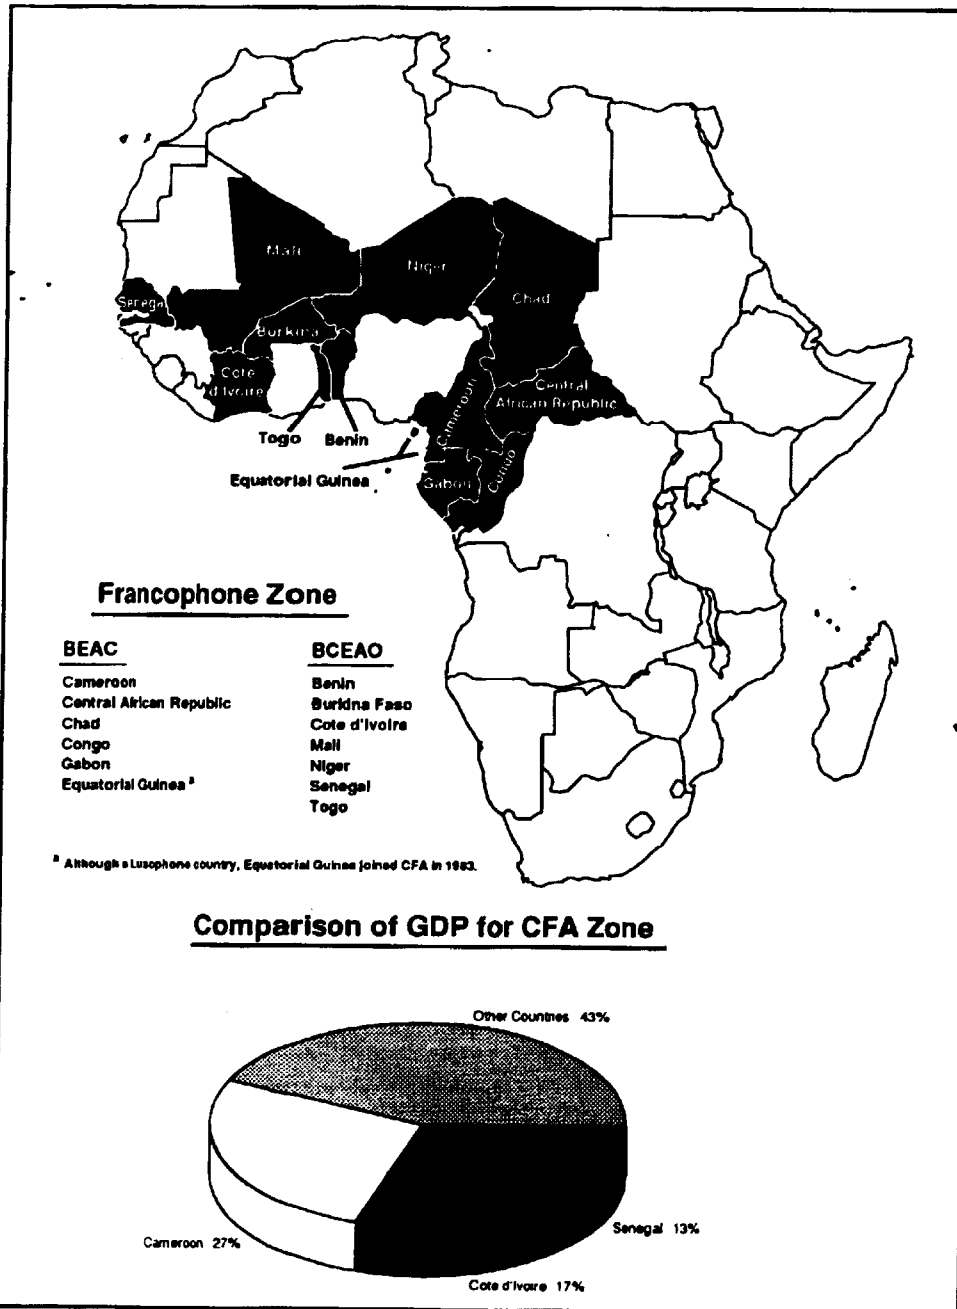 Mali
Niger
Chad
Senegal
Burkina
Cote
d'Ivoire
Central
African Republic
Cameroon
Togo
Benin
Congo
Equatorial Guinea
Gabon
Francophone Zone
BEAC
Cameroon
Central African Republic
Chad
Congo
Gabon
Equatorial Guinea a
BCEAO
Benin
Burkina Faso
Cote d'Ivoire
Mali
Niger
Senegal
Togo
a Although a Lusophone country, Equatorial Guinea joined CFA in 1983.
Comparison of GDP for CFA Zone
Other Countries 43%
Senegal 13%
Cameroon 27%
Cote d'Ivoire 17%